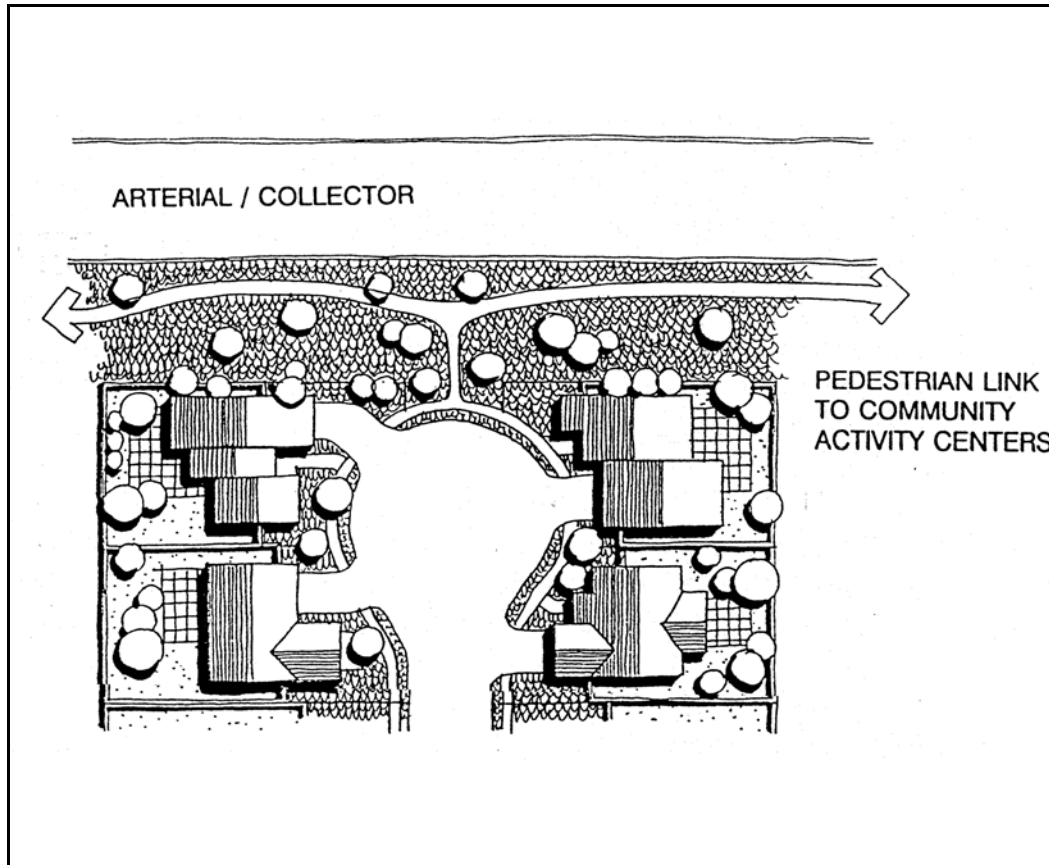 ARTERIAL / COLLECTOR
PEDESTRIAN LINK
TO COMMUNITY
ACTIVITY CENTERS